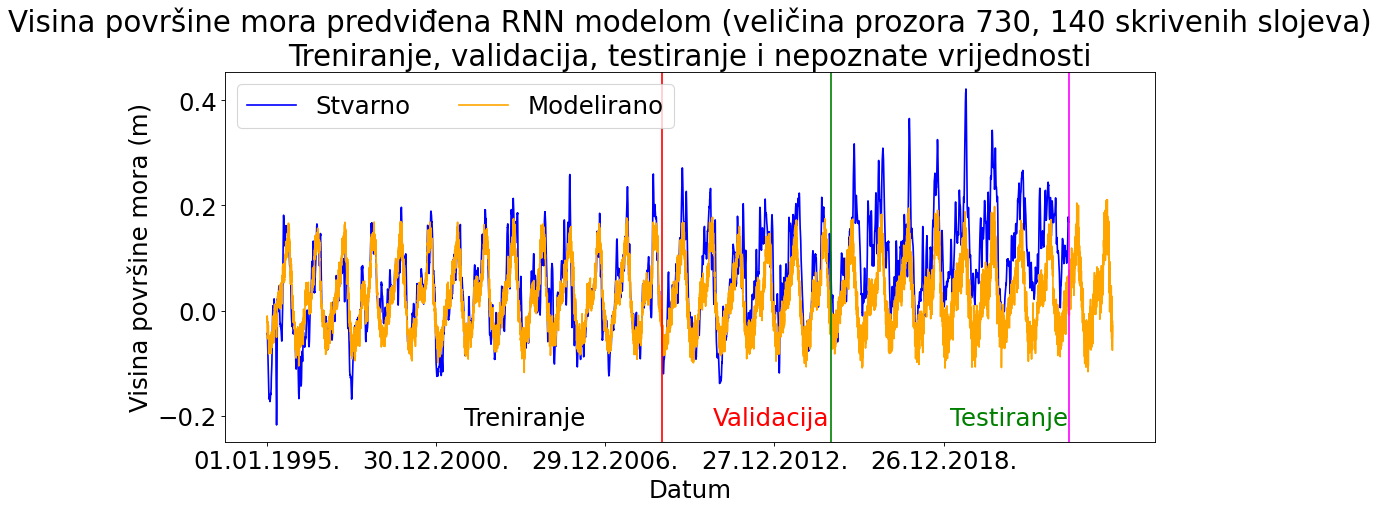 Visina površine mora predviđena RNN modelom (veličina prozora 730, 140 skrivenih slojeva)
Treniranje, validacija, testiranje i nepoznate vrijednosti
Stvarno Modelirano
Visina površine mora (m)
0.4
0.2
0.0
−0.2
Treniranje Validacija Testiranje
01.01.1995. 30.12.2000. 29.12.2006. 27.12.2012. 26.12.2018.
Datum